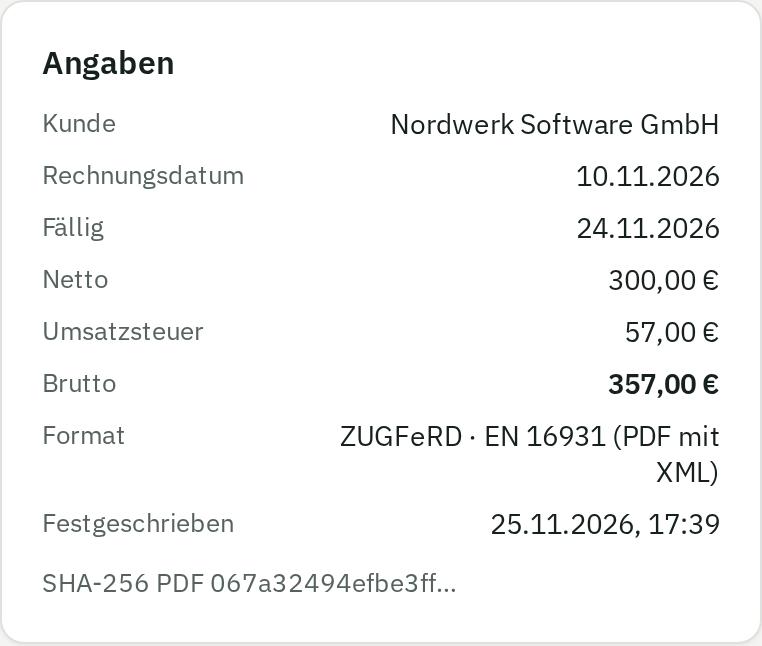 Angaben
Kunde Nordwerk Software GmbH
Rechnungsdatum 10.11.2026
Fällig 24.11.2026
Netto 300,00 €
Umsatzsteuer 57,00 €
Brutto 357,00 €
Format ZUGFeRD · EN 16931 (PDF mit
XML)
Festgeschrieben 25.11.2026, 17:39
SHA-256 PDF 067a32494efbe3ff…